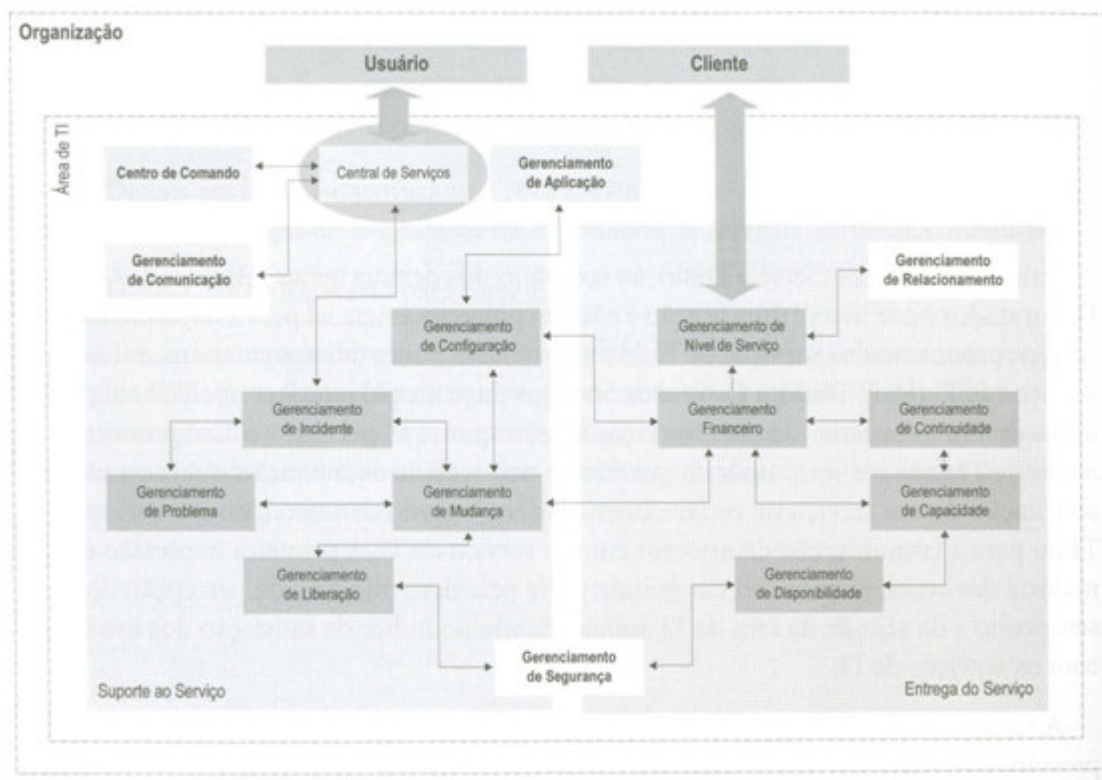 Organização
Usuário
Cliente
Área de TI
Centro de Comando
Central de Serviços
Gerenciamento
de Aplicação
Gerenciamento
de Comunicação
Gerenciamento
de Relacionamento
Gerenciamento
de Configuração
Gerenciamento de
Nível de Serviço
Gerenciamento
de Incidente
Gerenciamento
Financeiro
Gerenciamento
de Continuidade
Gerenciamento
de Problema
Gerenciamento
de Mudança
Gerenciamento
de Capacidade
Gerenciamento
de Liberação
Gerenciamento
de Disponibilidade
Gerenciamento
de Segurança
Suporte ao Serviço
Entrega do Serviço